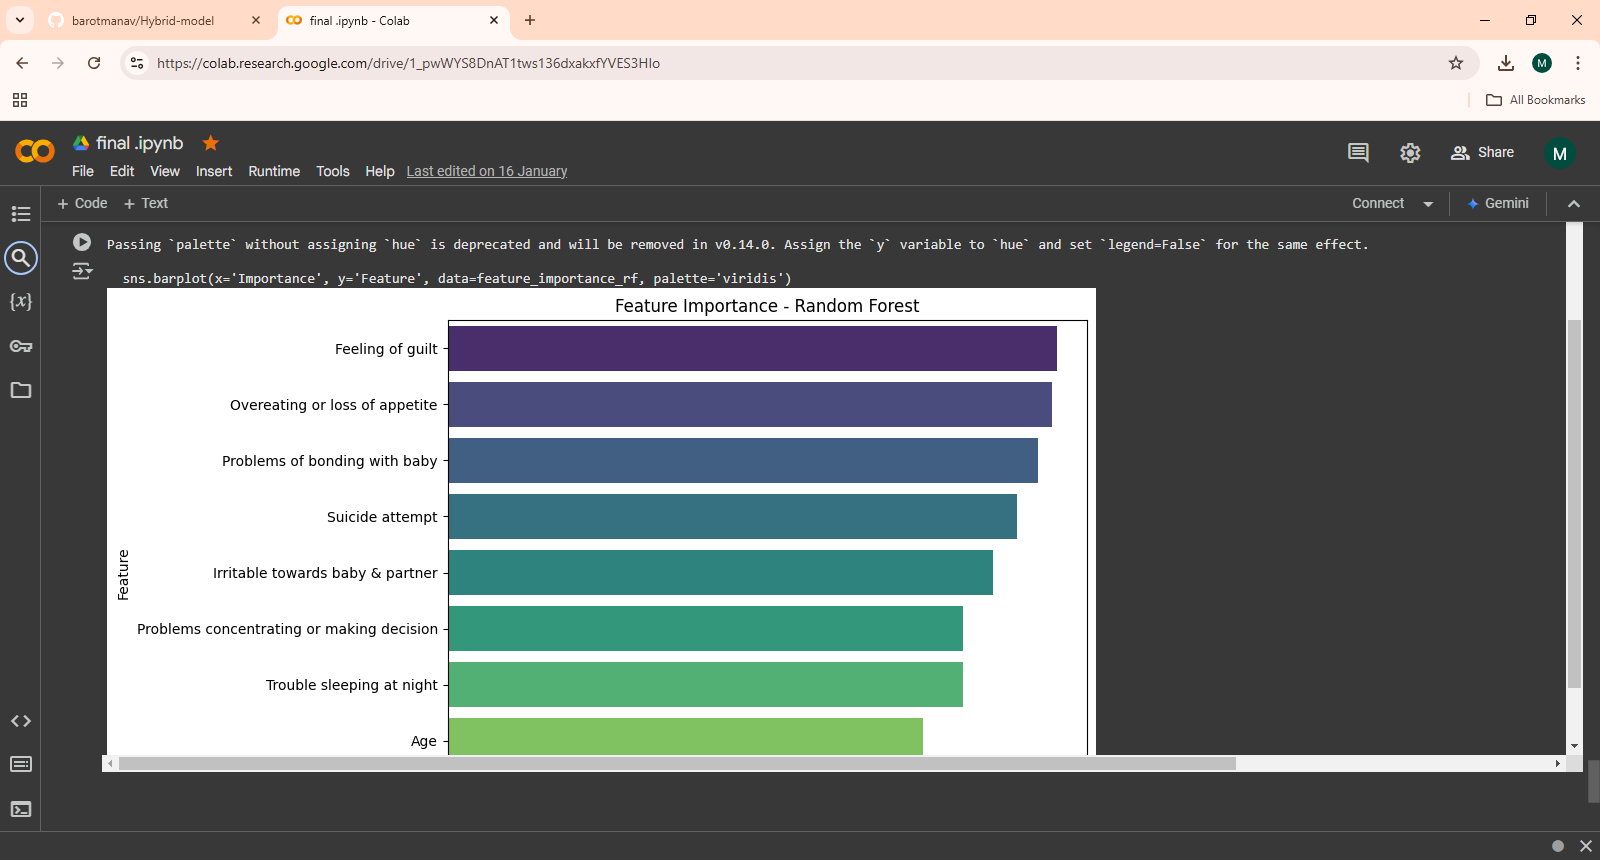 barotmanav/Hybrid-model
final .ipynb - Colab
https://colab.research.google.com/drive/1_pwWYS8DnAT1tws136dxakxfYVES3HIo
M
All Bookmarks
final .ipynb
File Edit View Insert Runtime Tools Help Last edited on 16 January
Share
M
+ Code + Text
Connect
Gemini
{x}
Passing `palette` without assigning `hue` is deprecated and will be removed in v0.14.0. Assign the `y` variable to `hue` and set `legend=False` for the same effect.
sns.barplot(x='Importance', y='Feature', data=feature_importance_rf, palette='viridis')
Feature Importance - Random Forest
Feeling of guilt
Overeating or loss of appetite
Problems of bonding with baby
Suicide attempt
Irritable towards baby & partner
Problems concentrating or making decision
Trouble sleeping at night
Age
Feature